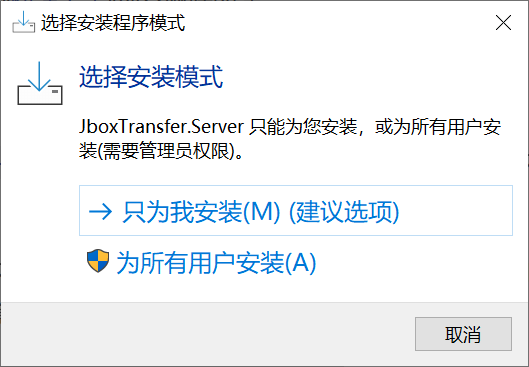 选择安装程序模式
选择安装模式
JboxTransfer.Server 只能为您安装，或为所有用户安
装(需要管理员权限)。
只为我安装(M) (建议选项)
为所有用户安装(A)
取消